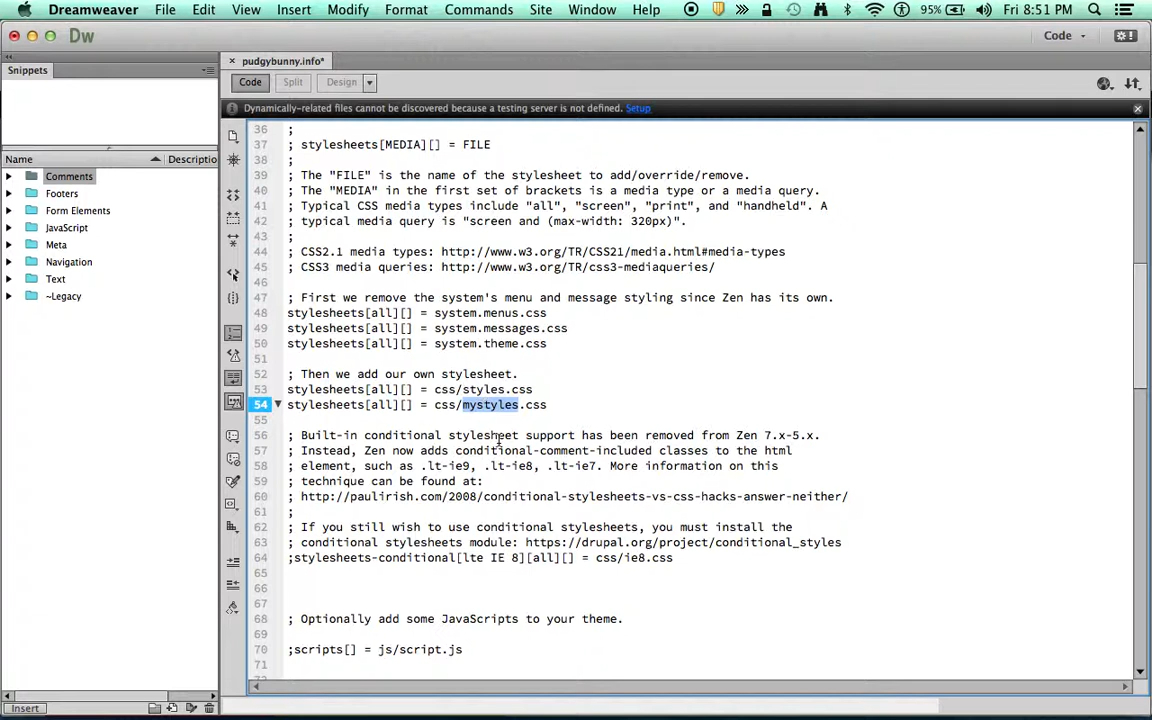 Dreamweaver File Edit View Insert Modify Format Commands Site Window Help 95% Fri 8:51 PM
Dw Code
Snippets
pudgybunny.info*
Code Split Design
Dynamically-related files cannot be discovered because a testing server is not defined. Setup
Name Descriptio
Comments
Footers
Form Elements
JavaScript
Meta
Navigation
Text
~Legacy
36 ;
37 ; stylesheets[MEDIA][] = FILE
38 ;
39 ; The "FILE" is the name of the stylesheet to add/override/remove.
40 ; The "MEDIA" in the first set of brackets is a media type or a media query.
41 ; Typical CSS media types include "all", "screen", "print", and "handheld". A
42 ; typical media query is "screen and (max-width: 320px)".
43 ;
44 ; CSS2.1 media types: http://www.w3.org/TR/CSS21/media.html#media-types
45 ; CSS3 media queries: http://www.w3.org/TR/css3-mediaqueries/
46
47 ; First we remove the system's menu and message styling since Zen has its own.
48 stylesheets[all][] = system.menus.css
49 stylesheets[all][] = system.messages.css
50 stylesheets[all][] = system.theme.css
51
52 ; Then we add our own stylesheet.
53 stylesheets[all][] = css/styles.css
54 stylesheets[all][] = css/mystyles.css
55
56 ; Built-in conditional stylesheet support has been removed from Zen 7.x-5.x.
57 ; Instead, Zen now adds conditional-comment-included classes to the html
58 ; element, such as .lt-ie9, .lt-ie8, .lt-ie7. More information on this
59 ; technique can be found at:
60 ; http://paulirish.com/2008/conditional-stylesheets-vs-css-hacks-answer-neither/
61 ;
62 ; If you still wish to use conditional stylesheets, you must install the
63 ; conditional stylesheets module: https://drupal.org/project/conditional_styles
64 ;stylesheets-conditional[lte IE 8][all][] = css/ie8.css
65
66
67
68 ; Optionally add some JavaScripts to your theme.
69
70 ;scripts[] = js/script.js
71
Insert